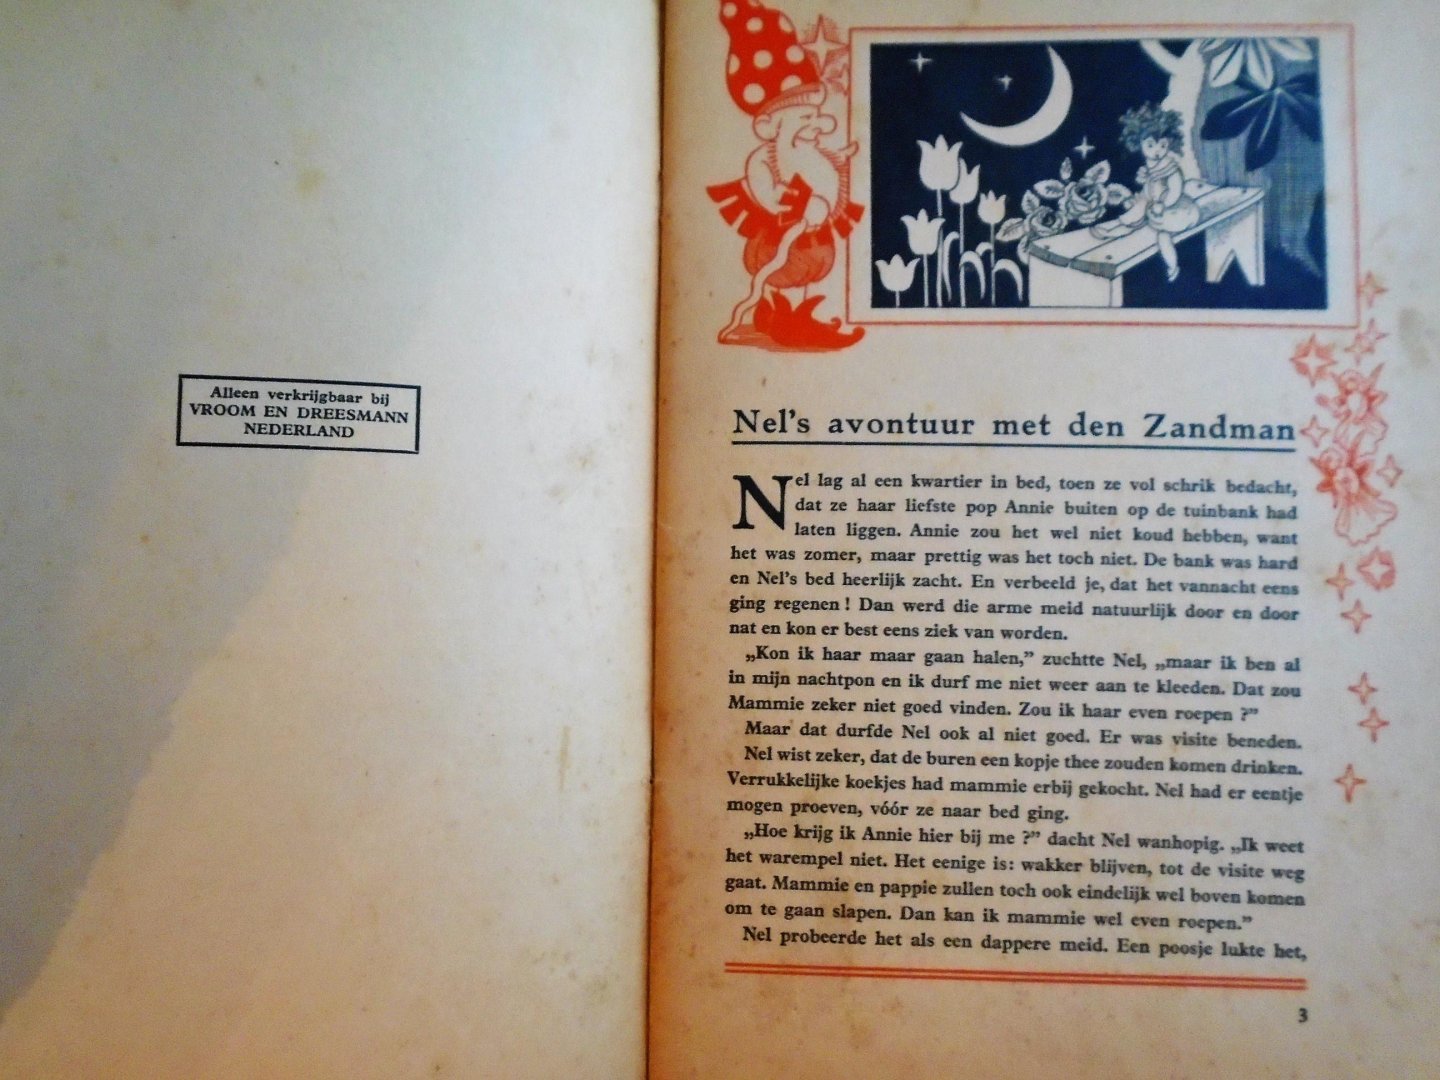 Alleen verkrijgbaar bij
VROOM EN DREESMANN
NEDERLAND
Nel's avontuur met den Zandman
Nel lag al een kwartier in bed, toen ze vol schrik bedacht,
dat ze haar liefste pop Annie buiten op de tuinbank had
laten liggen. Annie zou het wel niet koud hebben, want
het was zomer, maar prettig was het toch niet. De bank was hard
en Nel's bed heerlijk zacht. En verbeeld je, dat het vannacht eens
ging regenen! Dan werd die arme meid natuurlijk door en door
nat en kon er best eens ziek van worden.
„Kon ik haar maar gaan halen,” zuchtte Nel, „maar ik ben al
in mijn nachtpon en ik durf me niet weer aan te kleeden. Dat zou
Mammie zeker niet goed vinden. Zou ik haar even roepen ?”
Maar dat durfde Nel ook al niet goed. Er was visite beneden.
Nel wist zeker, dat de buren een kopje thee zouden komen drinken.
Verrukkelijke koekjes had mammie erbij gekocht. Nel had er eentje
mogen proeven, vóór ze naar bed ging.
„Hoe krijg ik Annie hier bij me ?” dacht Nel wanhopig. „Ik weet
het warempel niet. Het eenige is: wakker blijven, tot de visite weg
gaat. Mammie en pappie zullen toch ook eindelijk wel boven komen
om te gaan slapen. Dan kan ik mammie wel even roepen.”
Nel probeerde het als een dappere meid. Een poosje lukte het,
3